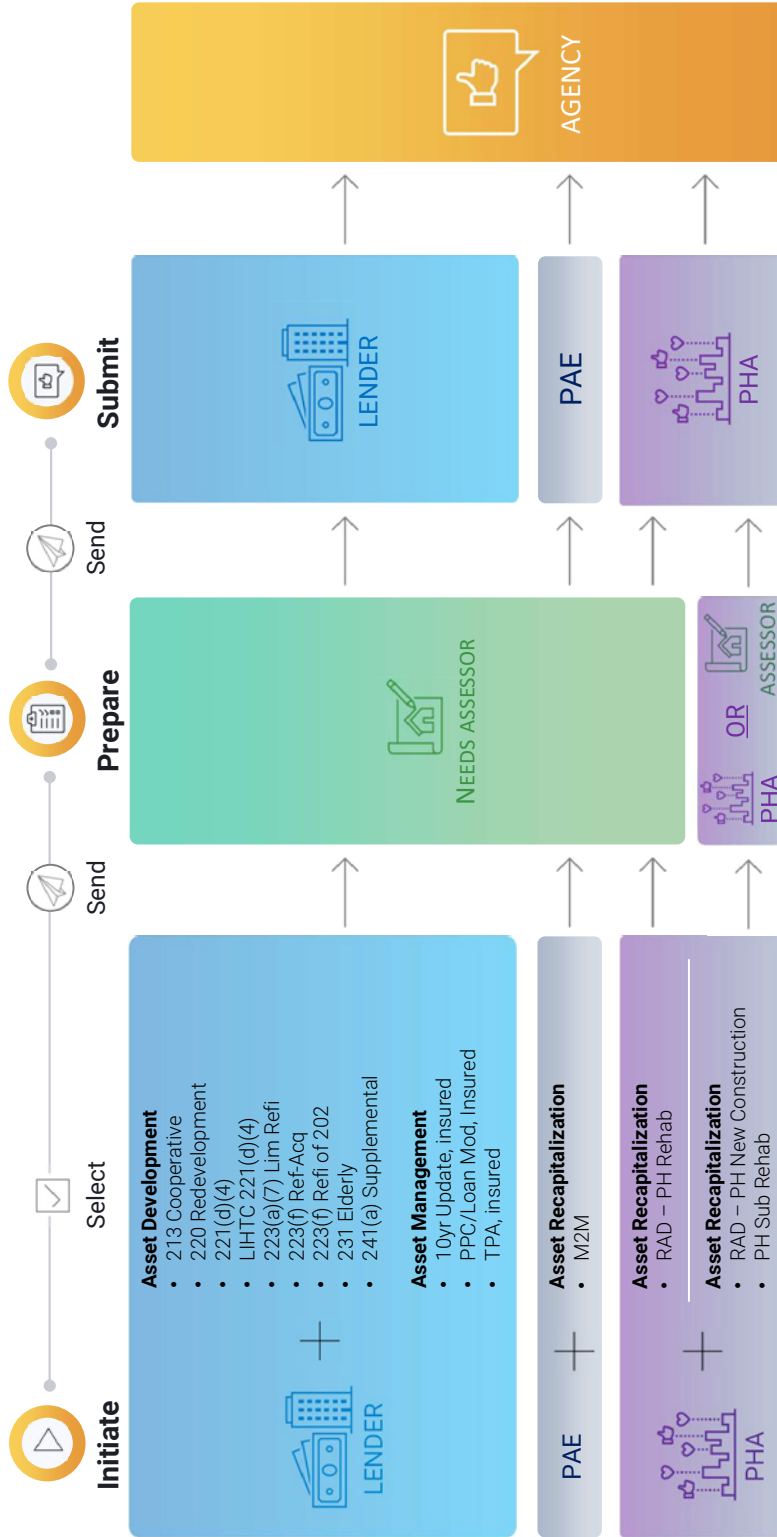 Initiate
Select
Send
Prepare
Send
Submit
LENDER
Asset Development
• 213 Cooperative
• 220 Redevelopment
• 221(d)(4)
• LIHTC 221(d)(4)
• 223(a)(7) Lim Refi
• 223(f) Ref-Acq
• 223(f) Refi of 202
• 231 Elderly
• 241(a) Supplemental
Asset Management
• 10yr Update, insured
• PPC/Loan Mod, Insured
• TPA, insured
NEEDS ASSESSOR
LENDER
AGENCY
PAE
Asset Recapitalization
• M2M
PAE
PHA
Asset Recapitalization
• RAD – PH Rehab
Asset Recapitalization
• RAD – PH New Construction
• PH Sub Rehab
PHA
OR
ASSESSOR
PHA